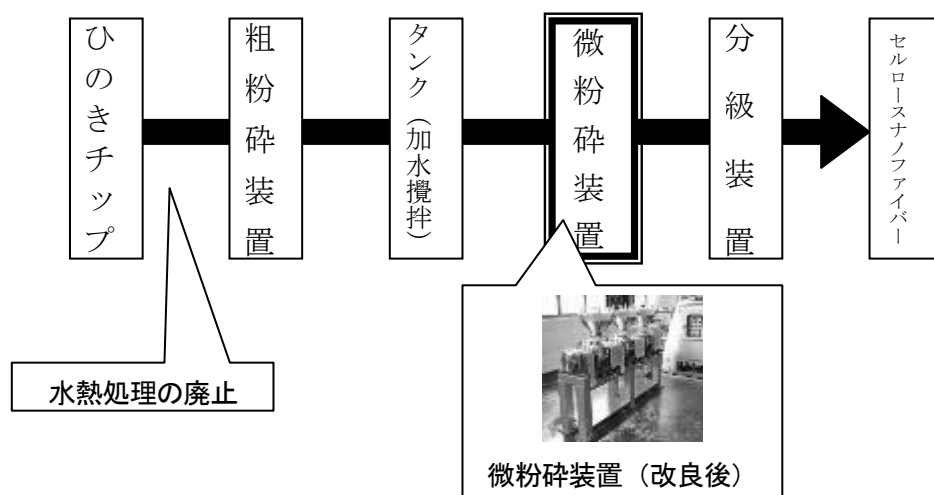 ひのきチップ
粗粉砕装置
タンク（加水攪拌）
微粉砕装置
分級装置
セルロースナノファイバー
水熱処理の廃止
微粉砕装置（改良後）